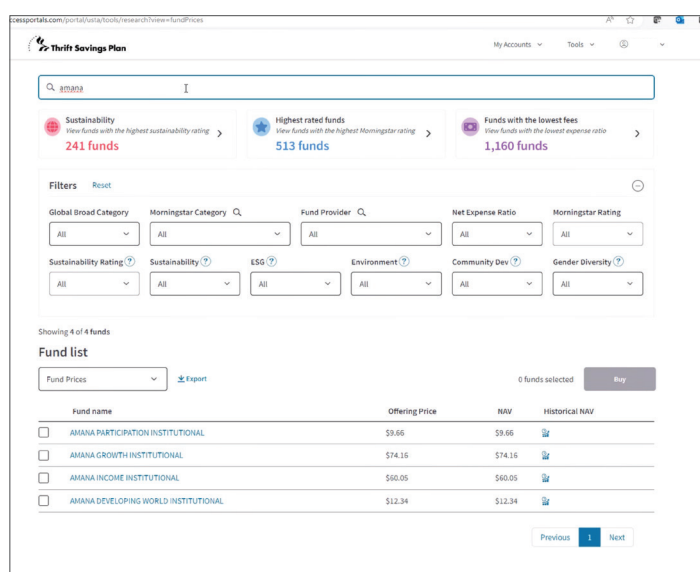 ccessportals.com/portal/usta/tools/research?view=fundPrices
Thrift Savings Plan
My Accounts Tools
amana
Sustainability
View funds with the highest sustainability rating
241 funds
Highest rated funds
View funds with the highest Morningstar rating
513 funds
Funds with the lowest fees
View funds with the lowest expense ratio
1,160 funds
Filters Reset
Global Broad Category Morningstar Category Fund Provider Net Expense Ratio Morningstar Rating
All All All All All
Sustainability Rating ? Sustainability ? ESG ? Environment ? Community Dev ? Gender Diversity ?
All All All All All All
Showing 4 of 4 funds
Fund list
Fund Prices Export 0 funds selected Buy
Fund name Offering Price NAV Historical NAV
AMANA PARTICIPATION INSTITUTIONAL $9.66 $9.66
AMANA GROWTH INSTITUTIONAL $74.16 $74.16
AMANA INCOME INSTITUTIONAL $60.05 $60.05
AMANA DEVELOPING WORLD INSTITUTIONAL $12.34 $12.34
Previous 1 Next